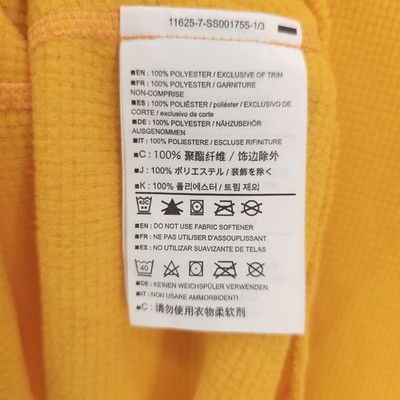 11625-7-SS001755-1/3
■EN : 100% POLYESTER / EXCLUSIVE OF TRIM
■FR : 100% POLYESTER / GARNITURE
NON-COMPRISE
■ES : 100% POLIÉSTER / poliéster / EXCLUSIVO DE
CORTE / exclusivo de corte
■DE : 100% POLYESTER / NÄHZUBEHÖR
AUSGENOMMEN
■IT : 100% POLIESTERE / ESCLUSE RIFINITURE
■C : 100% 聚酯纤维 / 饰边除外
■J : 100% ポリエステル / 装飾を除く
■K : 100% 폴리에스터 / 트림 제외
■EN : DO NOT USE FABRIC SOFTENER
■FR : NE PAS UTILISER D'ASSOUPLISSANT
■ES : NO UTILIZAR SUAVIZANTE DE TELAS
40
■DE : KEINEN WEICHSPÜLER VERWENDEN
■IT : NON USARE AMMORBIDENTI
■C : 请勿使用衣物柔软剂